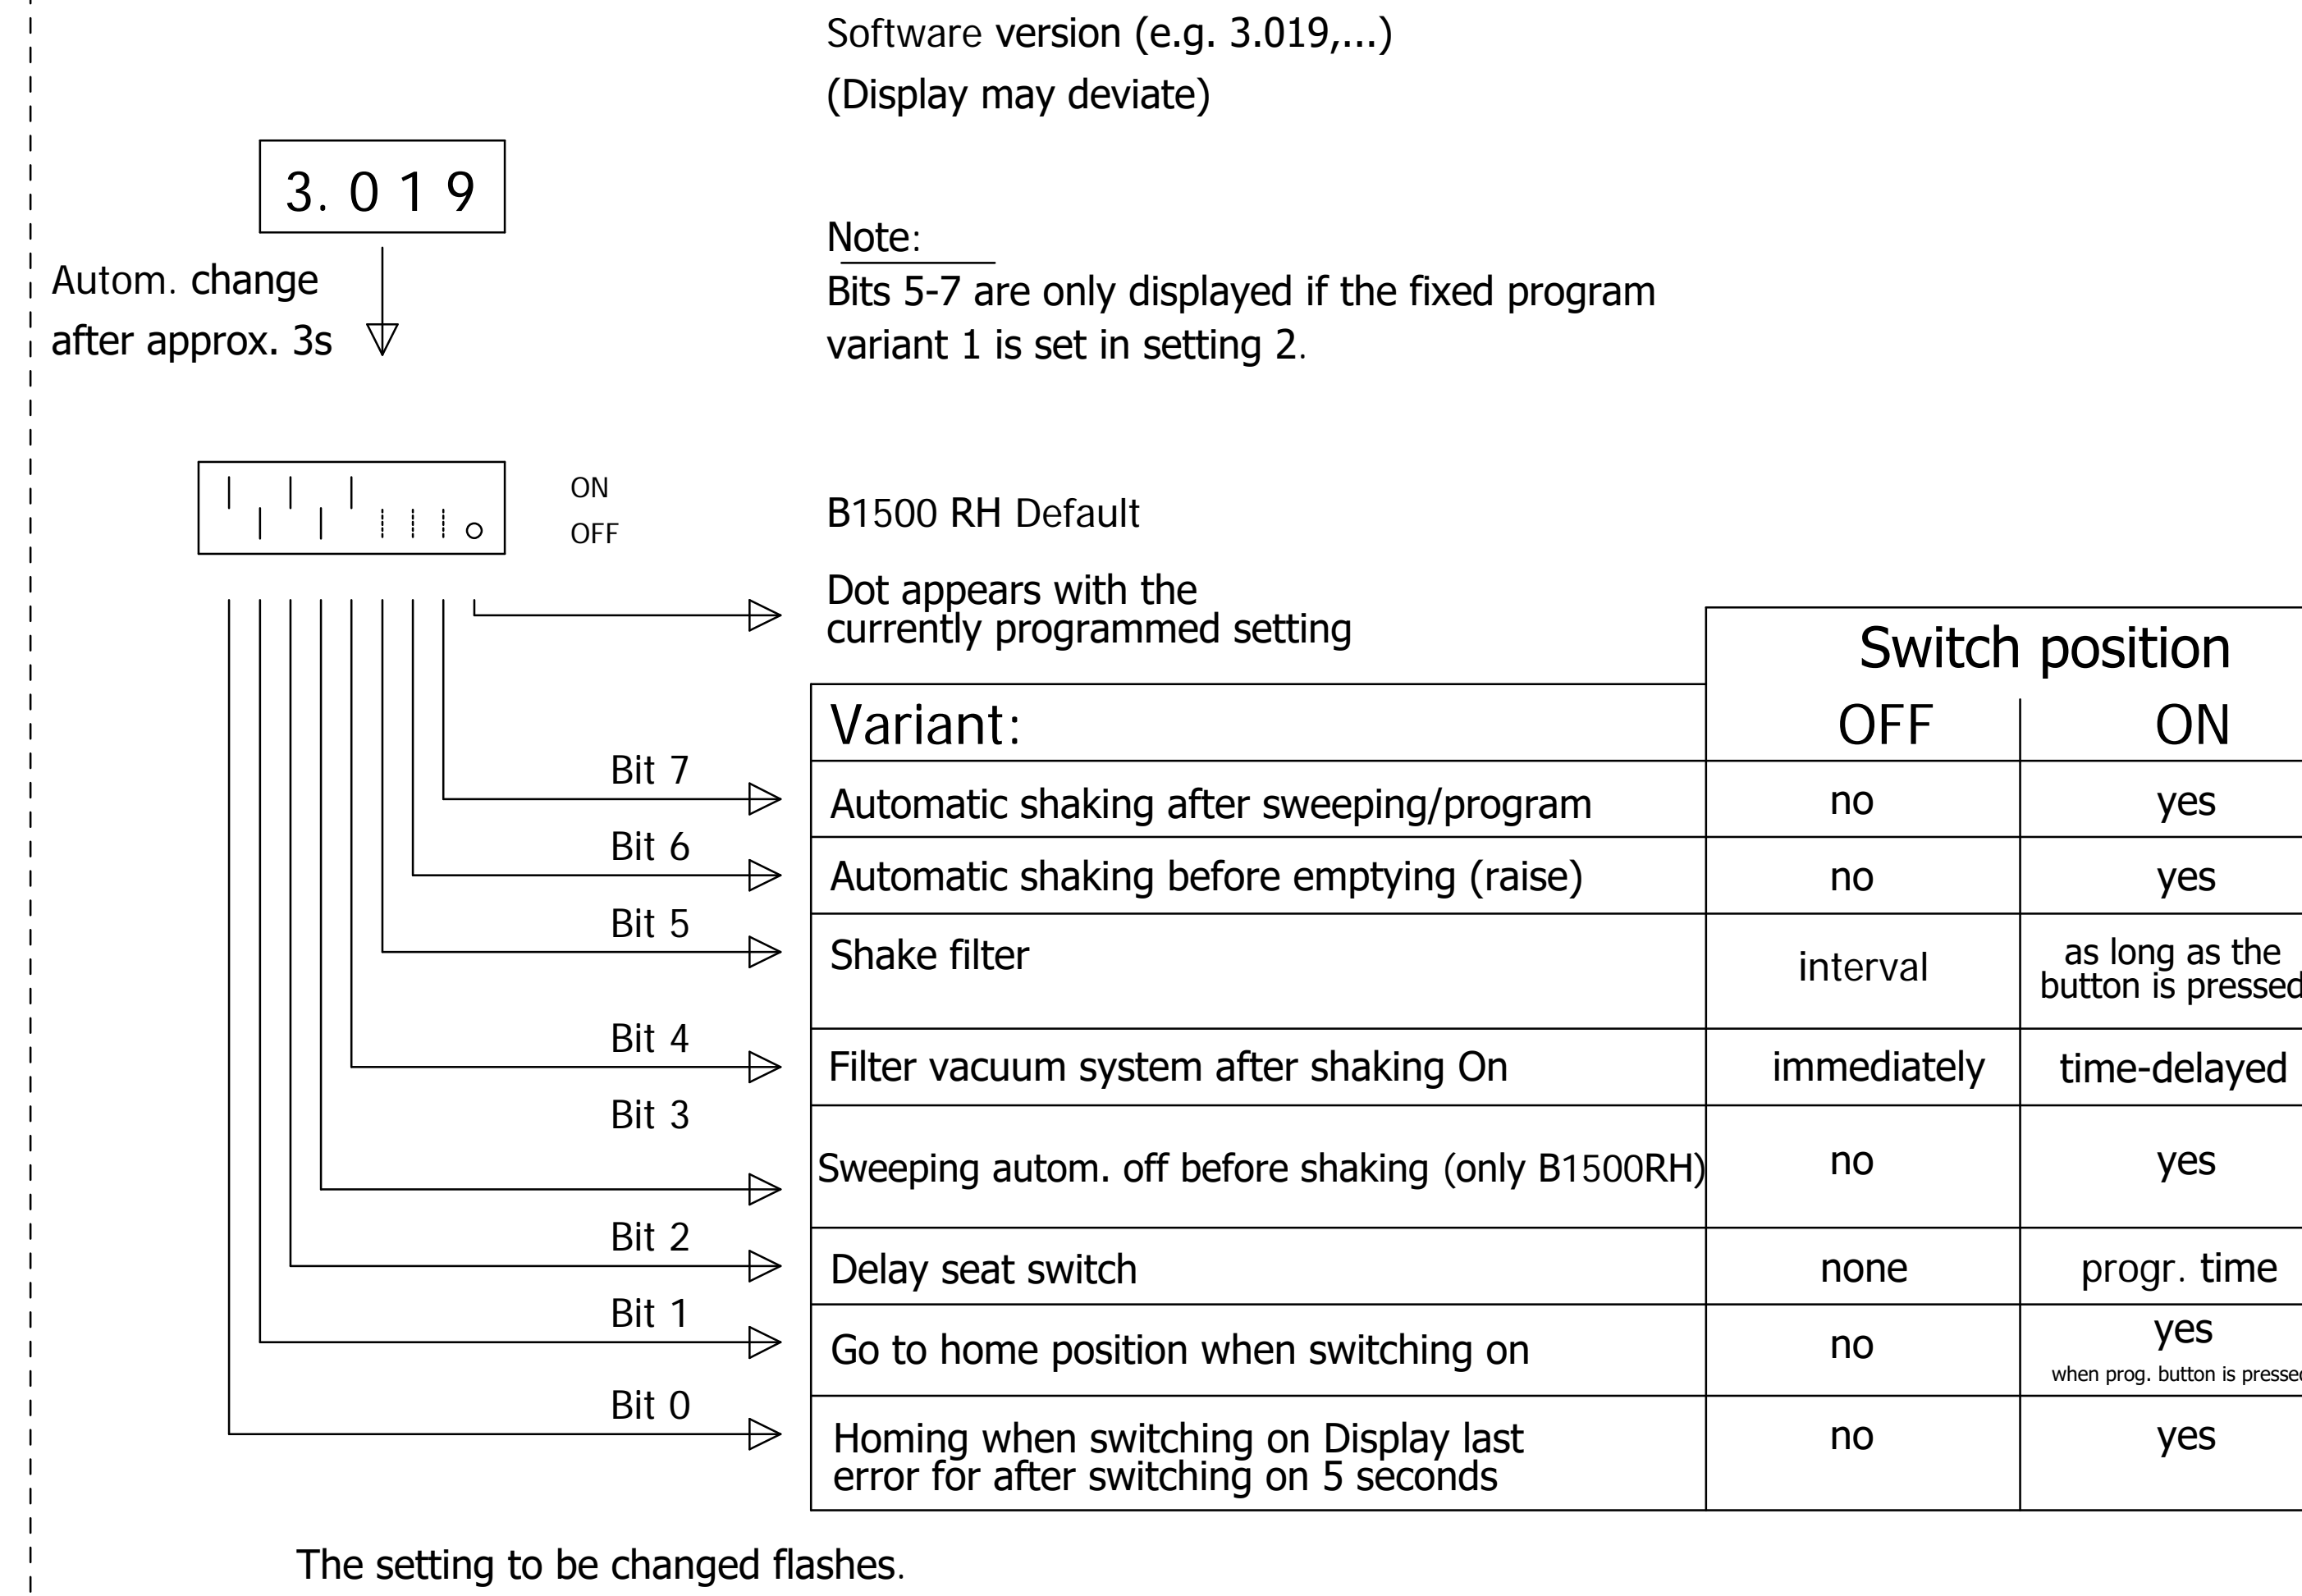 Software version (e.g. 3.019,...)
(Display may deviate)
3. 0 1 9
Autom. change
after approx. 3s
Note:
Bits 5-7 are only displayed if the fixed program
variant 1 is set in setting 2.
ON
OFF
B1500 RH Default
Dot appears with the
currently programmed setting
Switch position
Variant: OFF ON
Bit 7 Automatic shaking after sweeping/program no yes
Bit 6 Automatic shaking before emptying (raise) no yes
Bit 5 Shake filter interval as long as the
button is pressed
Bit 4 Filter vacuum system after shaking On immediately time-delayed
Bit 3 Sweeping autom. off before shaking (only B1500RH) no yes
Bit 2 Delay seat switch none progr. time
Bit 1 Go to home position when switching on no yes
when prog. button is pressed
Bit 0 Homing when switching on Display last no yes
error for after switching on 5 seconds
The setting to be changed flashes.